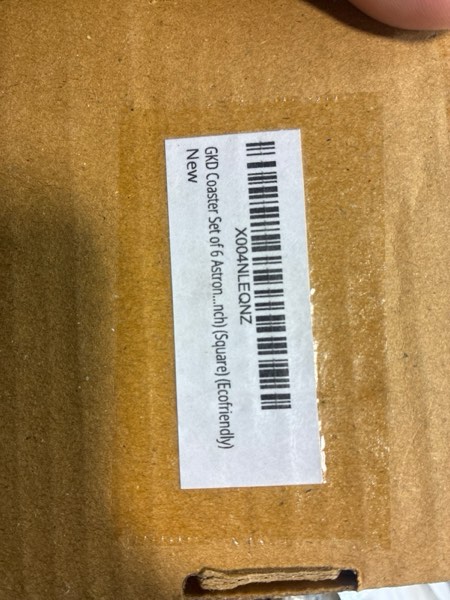 X004NLEQNZ
GKD Coaster Set of 6 Astron...nch) (Square) (Ecofriendly)
New